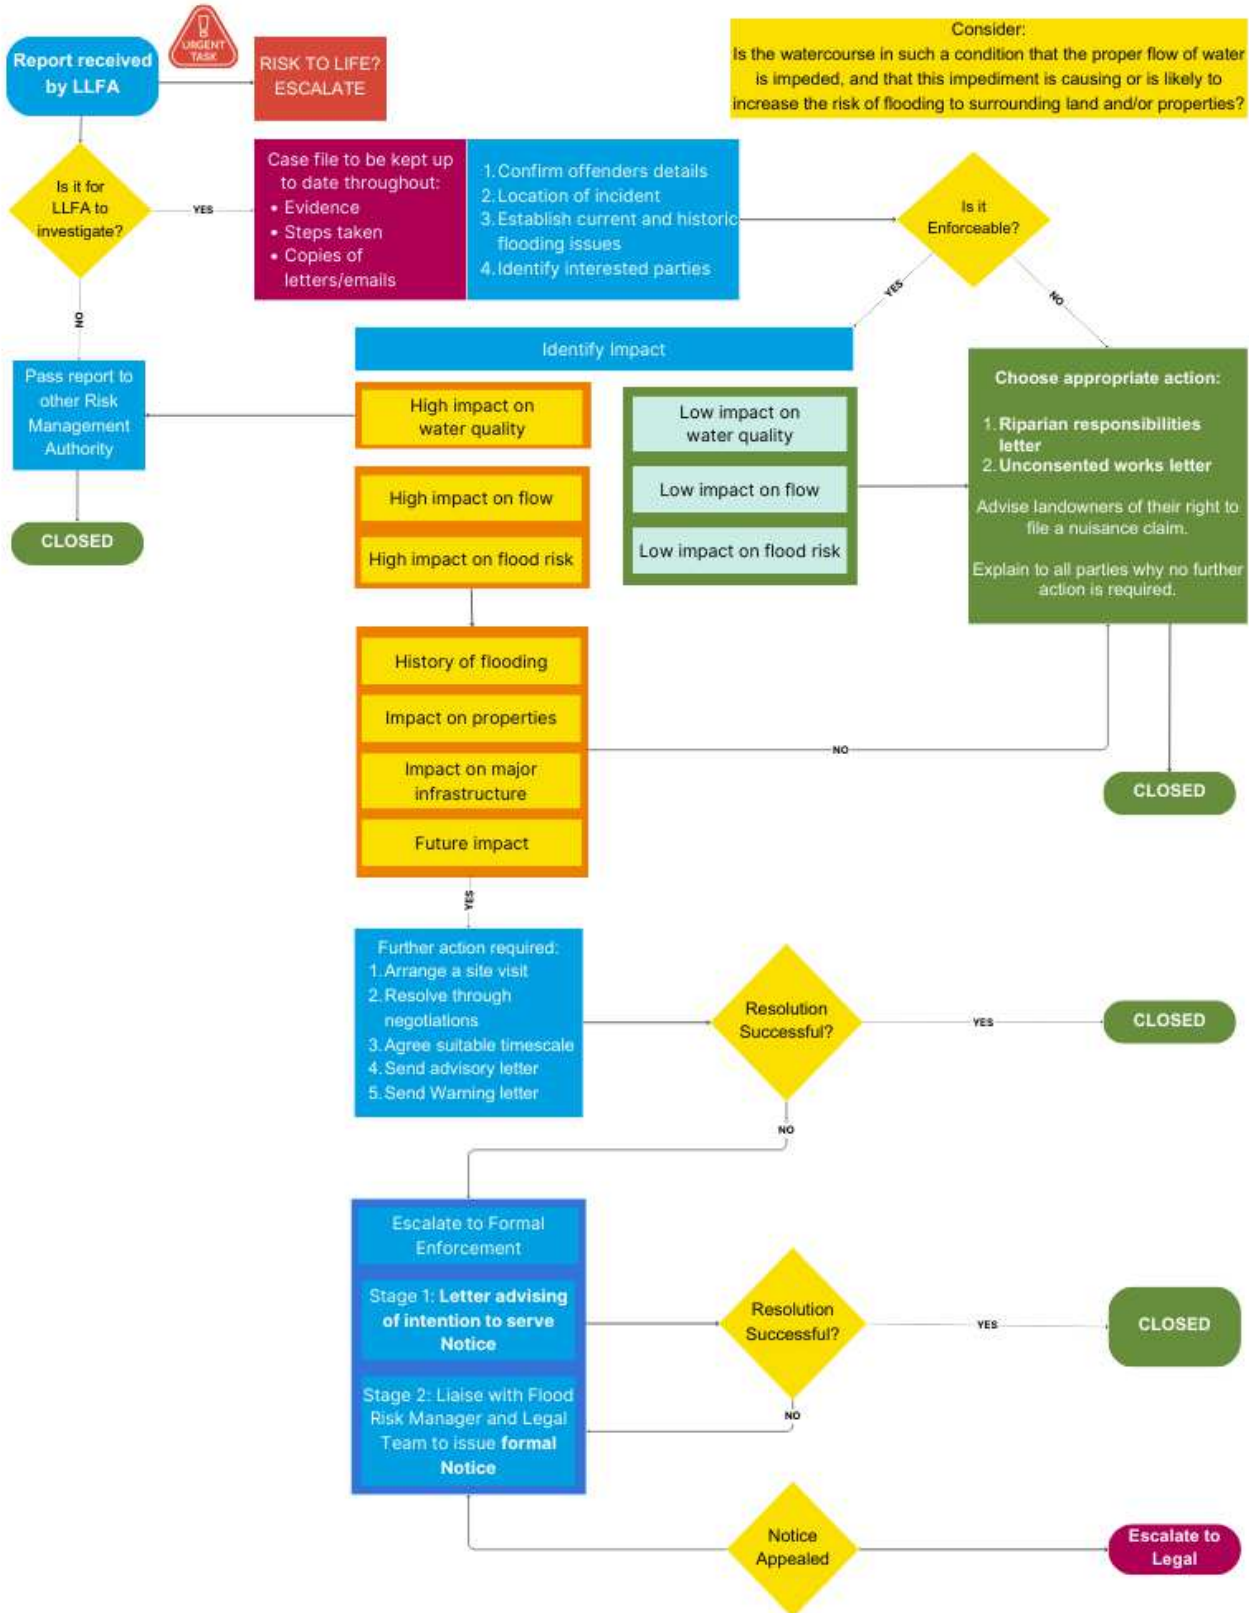 Report received
by LLFA
URGENT
TASK
RISK TO LIFE?
ESCALATE
Consider:
Is the watercourse in such a condition that the proper flow of water
is impeded, and that this impediment is causing or is likely to
increase the risk of flooding to surrounding land and/or properties?
Is it for
LLFA to
investigate?
YES
Case file to be kept up
to date throughout:
• Evidence
• Steps taken
• Copies of
letters/emails
1. Confirm offenders details
2. Location of incident
3. Establish current and historic
flooding issues
4. Identify interested parties
Is it
Enforceable?
YES
NO
NO
Identify Impact
Pass report to
other Risk
Management
Authority
CLOSED
High impact on
water quality
High impact on flow
High impact on flood risk
Low impact on
water quality
Low impact on flow
Low impact on flood risk
Choose appropriate action:
1. Riparian responsibilities
letter
2. Unconsented works letter
Advise landowners of their right to
file a nuisance claim.
Explain to all parties why no further
action is required.
History of flooding
Impact on properties
Impact on major
infrastructure
Future impact
NO
CLOSED
YES
Further action required:
1. Arrange a site visit
2. Resolve through
negotiations
3. Agree suitable timescale
4. Send advisory letter
5. Send Warning letter
Resolution
Successful?
YES
CLOSED
NO
Escalate to Formal
Enforcement
Stage 1: Letter advising
of intention to serve
Notice
Resolution
Successful?
YES
CLOSED
NO
Stage 2: Liaise with Flood
Risk Manager and Legal
Team to issue formal
Notice
Notice
Appealed
Escalate to
Legal